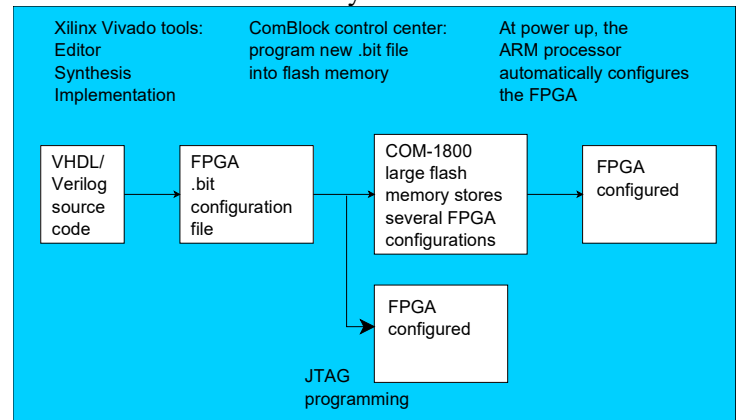 Xilinx Vivado tools:
Editor
Synthesis
Implementation
ComBlock control center:
program new .bit file
into flash memory
At power up, the
ARM processor
automatically configures
the FPGA
VHDL/
Verilog
source
code
FPGA
.bit
configuration
file
COM-1800
large flash
memory stores
several FPGA
configurations
FPGA
configured
FPGA
configured
JTAG
programming